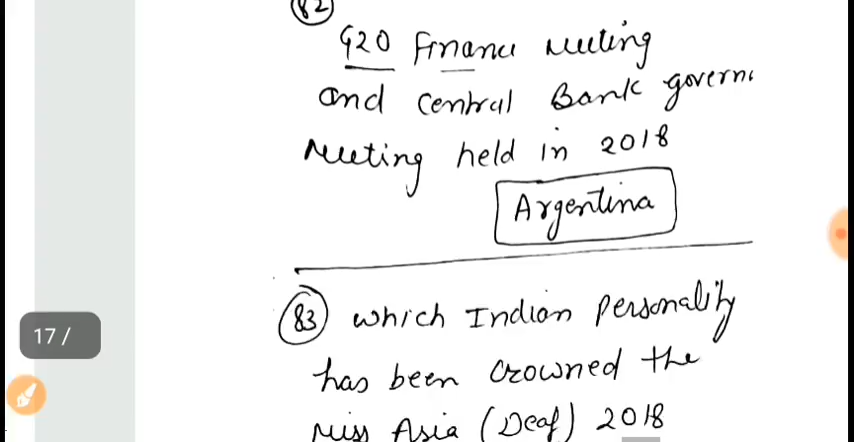 82
G20 Finance Meeting
and Central Bank govern
Meeting held in 2018
Argentina
83 which Indian personality
has been crowned the
Miss Asia (Deaf) 2018
17 /